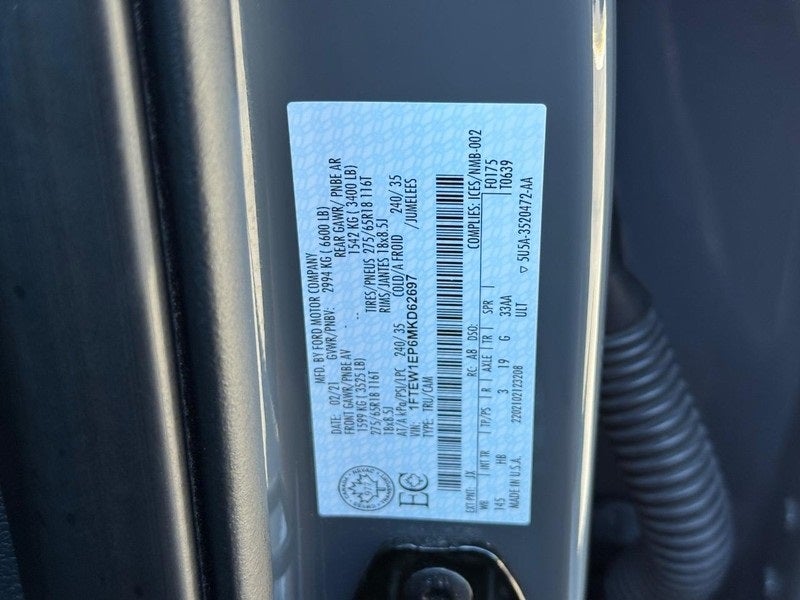 MFD. BY FORD MOTOR COMPANY
DATE: 02/21 GVWR/PNBV: 2994 KG ( 6600 LB)
FRONT GAWR/PNBE AV REAR GAWR/ PNBE AR
1599 KG (3525 LB) 1542 KG ( 3400 LB)
275/65R18 116T TIRES/PNEUS 275/65R18 116T
18x8.5J RIMS/JANTES 18x8.5J
AT/A kPa/PSI/LPC 240/ 35 COLD/A FROID 240/ 35
VIN: 1FTEW1EP6MKD62697 /JUMELEES
TYPE: TRU/CAM
EC
COMPLIES: ICES/NMB-002
EXT PNT: JX RC: AB DSO: F0175
WB INT TR TP/PS R AXLE TR SPR T0639
145 HB 3 19 G 33AA
MADE IN U.S.A. 2202102123208 ULT ▽ 5U5A-3520472-AA